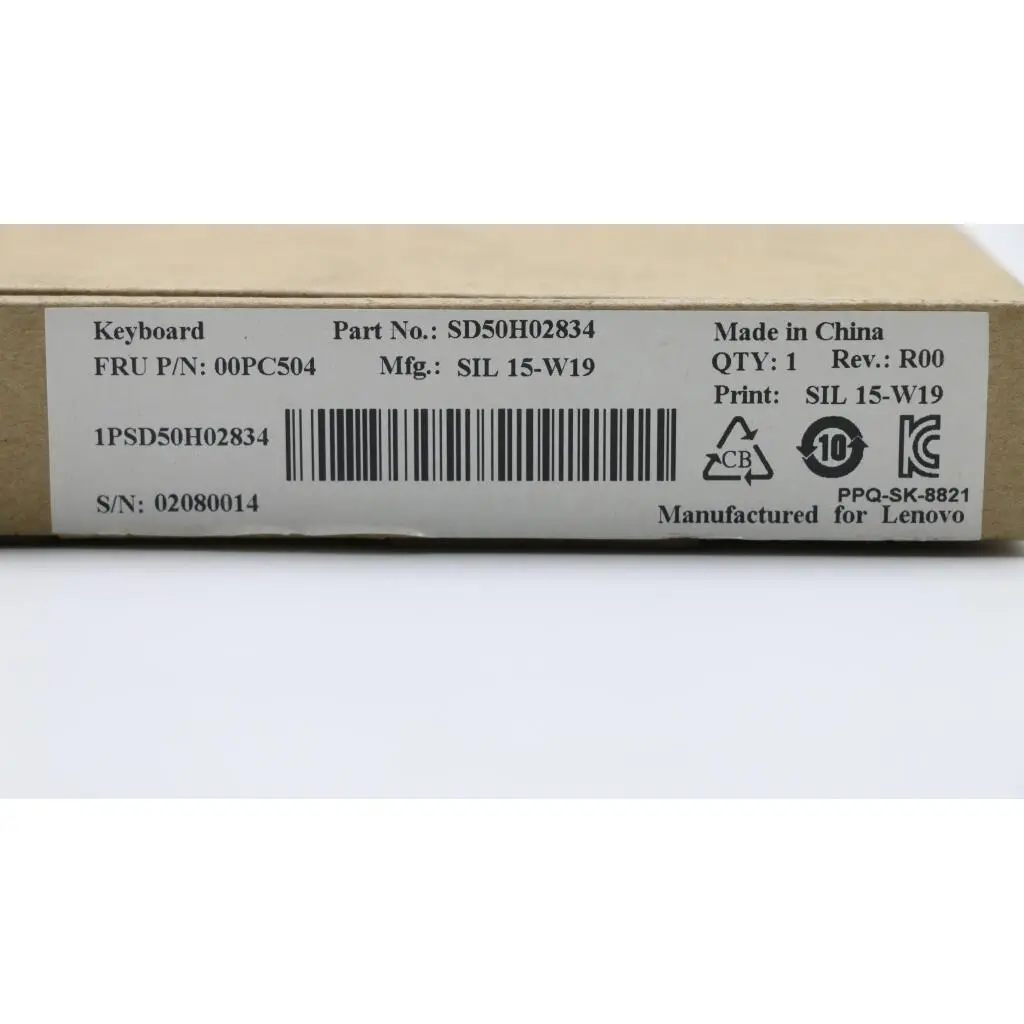 Keyboard Part No.: SD50H02834 Made in China
FRU P/N: 00PC504 Mfg.: SIL 15-W19 QTY: 1 Rev.: R00
Print: SIL 15-W19
1PSD50H02834
CB 10 KC
S/N: 02080014 PPQ-SK-8821
Manufactured for Lenovo